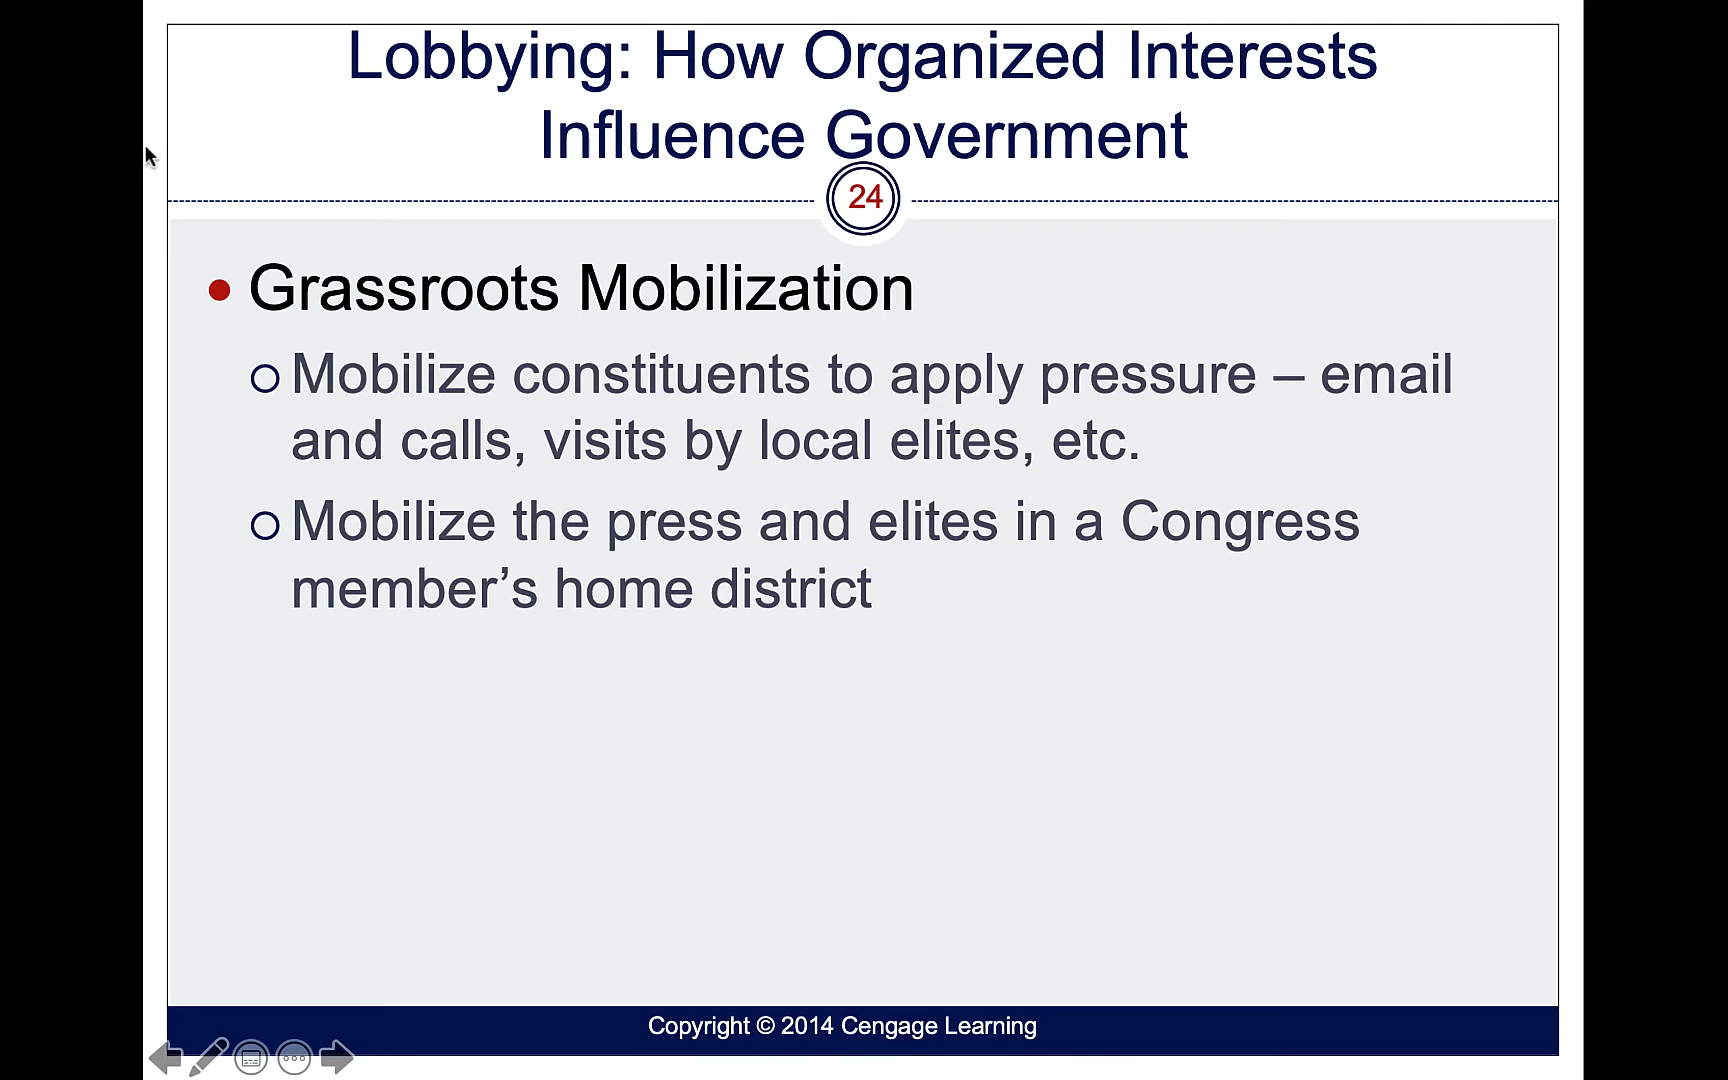 Lobbying: How Organized Interests
Influence Government
24
Grassroots Mobilization
Mobilize constituents to apply pressure – email
and calls, visits by local elites, etc.
Mobilize the press and elites in a Congress
member’s home district
Copyright © 2014 Cengage Learning